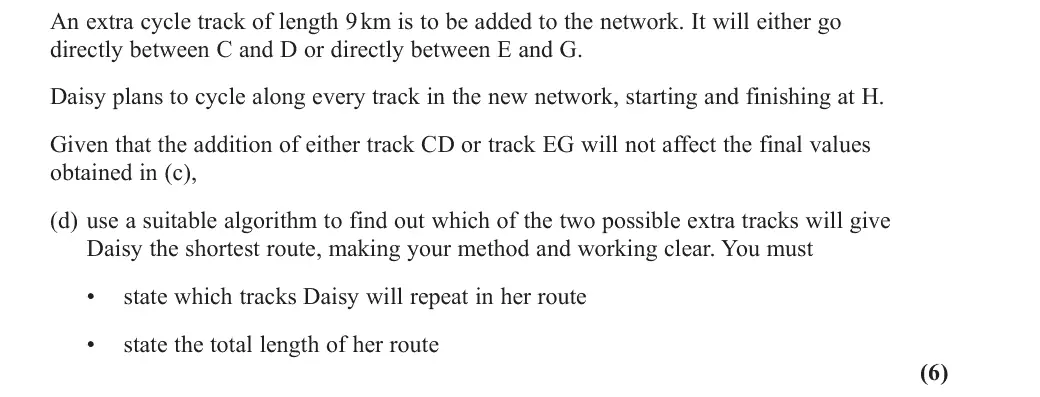 An extra cycle track of length 9 km is to be added to the network. It will either go
directly between C and D or directly between E and G.
Daisy plans to cycle along every track in the new network, starting and finishing at H.
Given that the addition of either track CD or track EG will not affect the final values
obtained in (c),
(d) use a suitable algorithm to find out which of the two possible extra tracks will give
Daisy the shortest route, making your method and working clear. You must
• state which tracks Daisy will repeat in her route
• state the total length of her route
(6)